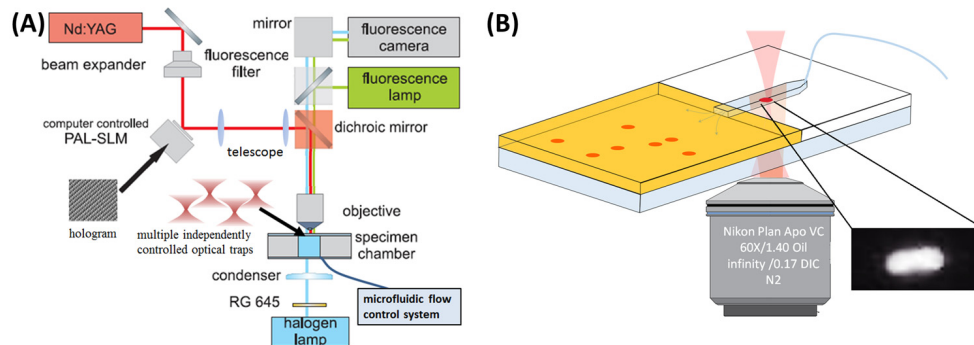 (A)
Nd:YAG
beam expander
fluorescence
filter
mirror
fluorescence
camera
fluorescence
lamp
computer controlled
PAL-SLM
telescope
dichroic mirror
hologram
multiple independently
controlled optical traps
objective
specimen
chamber
condenser
RG 645
halogen
lamp
microfluidic flow
control system
(B)
Nikon Plan Apo VC
60X/1.40 Oil
infinity /0.17 DIC
N2